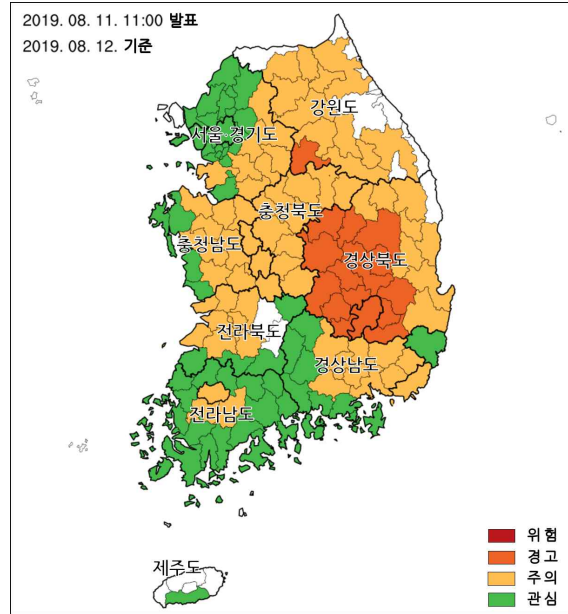 2019. 08. 11. 11:00 발표
2019. 08. 12. 기준
강원도
서울·경기도
충청북도
충청남도
경상북도
전라북도
경상남도
전라남도
제주도
위험
경고
주의
관심